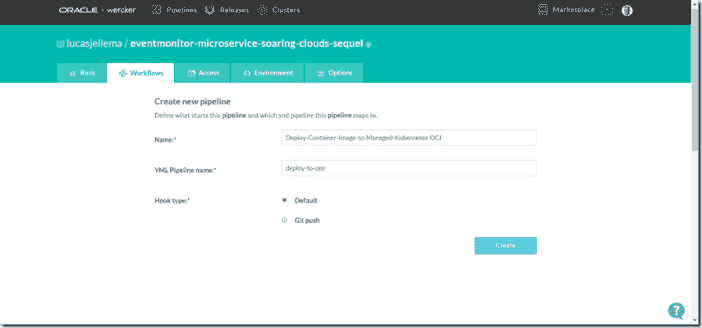 ORACLE wercker Pipelines Releases Clusters Marketplace
lucasjellema / eventmonitor-microservice-soaring-clouds-sequel
Runs Workflows Access Environment Options
Create new pipeline
Define what starts this pipeline and which yml pipeline this pipeline maps to.
Name:* Deploy-Container-Image-to-Managed-Kubernetes-OCI
YML Pipeline name:* deploy-to-oke
Hook type:* Default
Git push
Create
?